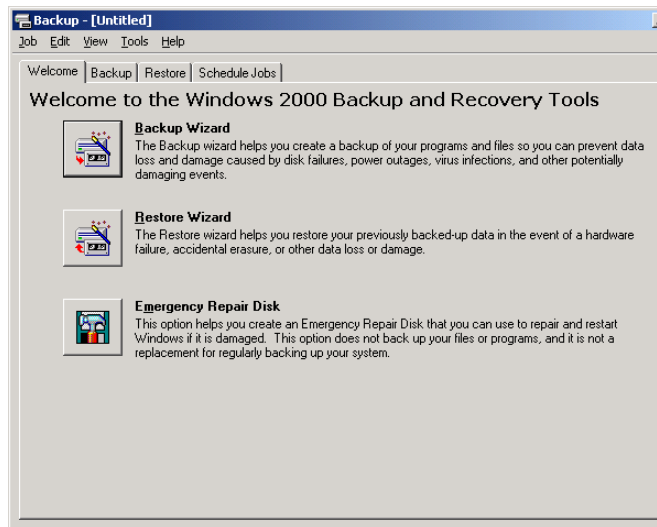 Backup - [Untitled]
Job Edit View Tools Help
Welcome Backup Restore Schedule Jobs
Welcome to the Windows 2000 Backup and Recovery Tools
Backup Wizard
The Backup wizard helps you create a backup of your programs and files so you can prevent data
loss and damage caused by disk failures, power outages, virus infections, and other potentially
damaging events.
Restore Wizard
The Restore wizard helps you restore your previously backed-up data in the event of a hardware
failure, accidental erasure, or other data loss or damage.
Emergency Repair Disk
This option helps you create an Emergency Repair Disk that you can use to repair and restart
Windows if it is damaged.  This option does not back up your files or programs, and it is not a
replacement for regularly backing up your system.